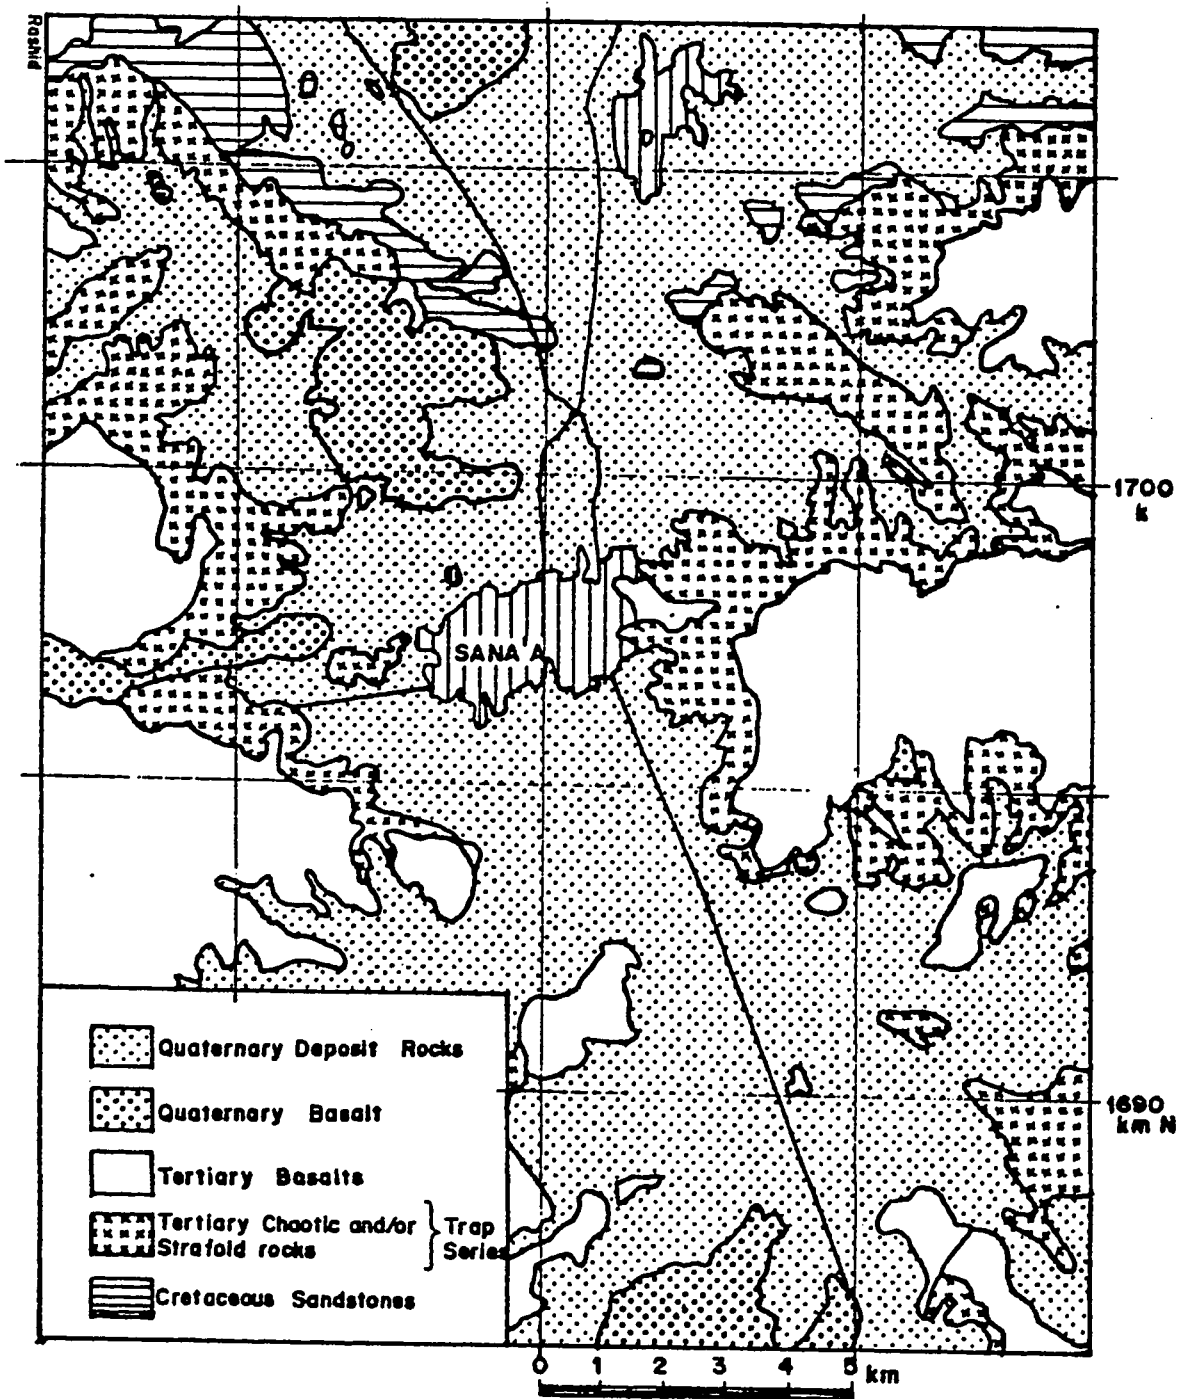 Rashid
1700
k
SANA A
1690
km N
Quaternary Deposit Rocks
Quaternary Basalt
Tertiary Basalts
Tertiary Chaotic and/or
Strafold rocks
} Trap
Series
Cretaceous Sandstones
0 1 2 3 4 5 km